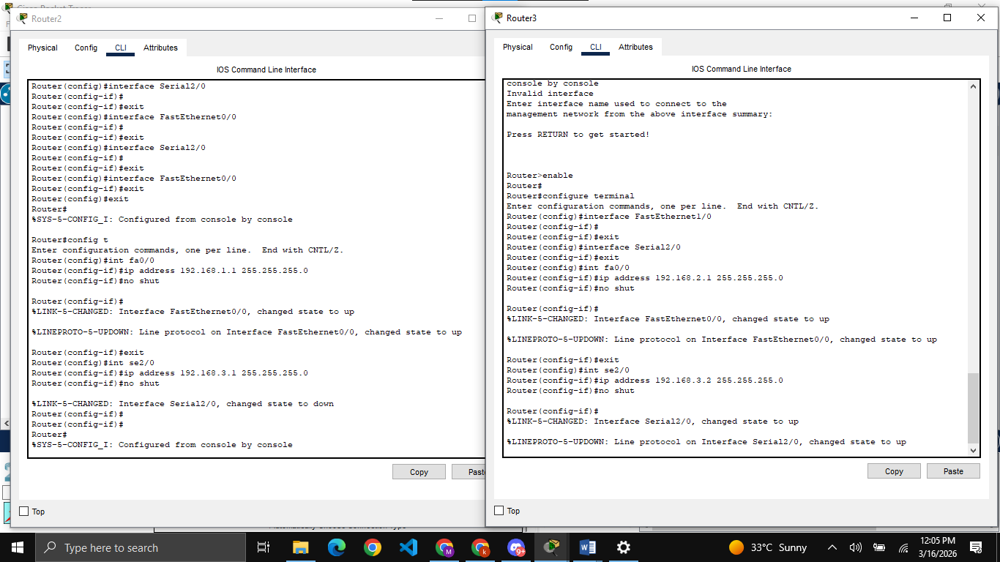 Router2
Physical Config CLI Attributes
IOS Command Line Interface
Router(config)#interface Serial2/0
Router(config-if)#
Router(config-if)#exit
Router(config)#interface FastEthernet0/0
Router(config-if)#
Router(config-if)#exit
Router(config)#interface Serial2/0
Router(config-if)#
Router(config-if)#exit
Router(config)#interface FastEthernet0/0
Router(config-if)#exit
Router(config)#exit
Router#
%SYS-5-CONFIG_I: Configured from console by console
Router#config t
Enter configuration commands, one per line.  End with CNTL/Z.
Router(config)#int fa0/0
Router(config-if)#ip address 192.168.1.1 255.255.255.0
Router(config-if)#no shut
Router(config-if)#
%LINK-5-CHANGED: Interface FastEthernet0/0, changed state to up
%LINEPROTO-5-UPDOWN: Line protocol on Interface FastEthernet0/0, changed state to up
Router(config-if)#exit
Router(config)#int se2/0
Router(config-if)#ip address 192.168.3.1 255.255.255.0
Router(config-if)#no shut
%LINK-5-CHANGED: Interface Serial2/0, changed state to down
Router(config-if)#
Router(config-if)#
Router#
%SYS-5-CONFIG_I: Configured from console by console
Copy Paste
Top
Router3
Physical Config CLI Attributes
IOS Command Line Interface
console by console
Invalid interface
Enter interface name used to connect to the
management network from the above interface summary:
Press RETURN to get started!
Router>enable
Router#
Router#configure terminal
Enter configuration commands, one per line.  End with CNTL/Z.
Router(config)#interface FastEthernet1/0
Router(config-if)#
Router(config-if)#exit
Router(config)#interface Serial2/0
Router(config-if)#exit
Router(config)#int fa0/0
Router(config-if)#ip address 192.168.2.1 255.255.255.0
Router(config-if)#no shut
Router(config-if)#
%LINK-5-CHANGED: Interface FastEthernet0/0, changed state to up
%LINEPROTO-5-UPDOWN: Line protocol on Interface FastEthernet0/0, changed state to up
Router(config-if)#exit
Router(config)#int se2/0
Router(config-if)#ip address 192.168.3.2 255.255.255.0
Router(config-if)#no shut
Router(config-if)#
%LINK-5-CHANGED: Interface Serial2/0, changed state to up
%LINEPROTO-5-UPDOWN: Line protocol on Interface Serial2/0, changed state to up
Copy Paste
Top
Type here to search
9+
33°C Sunny
12:05 PM
3/16/2026